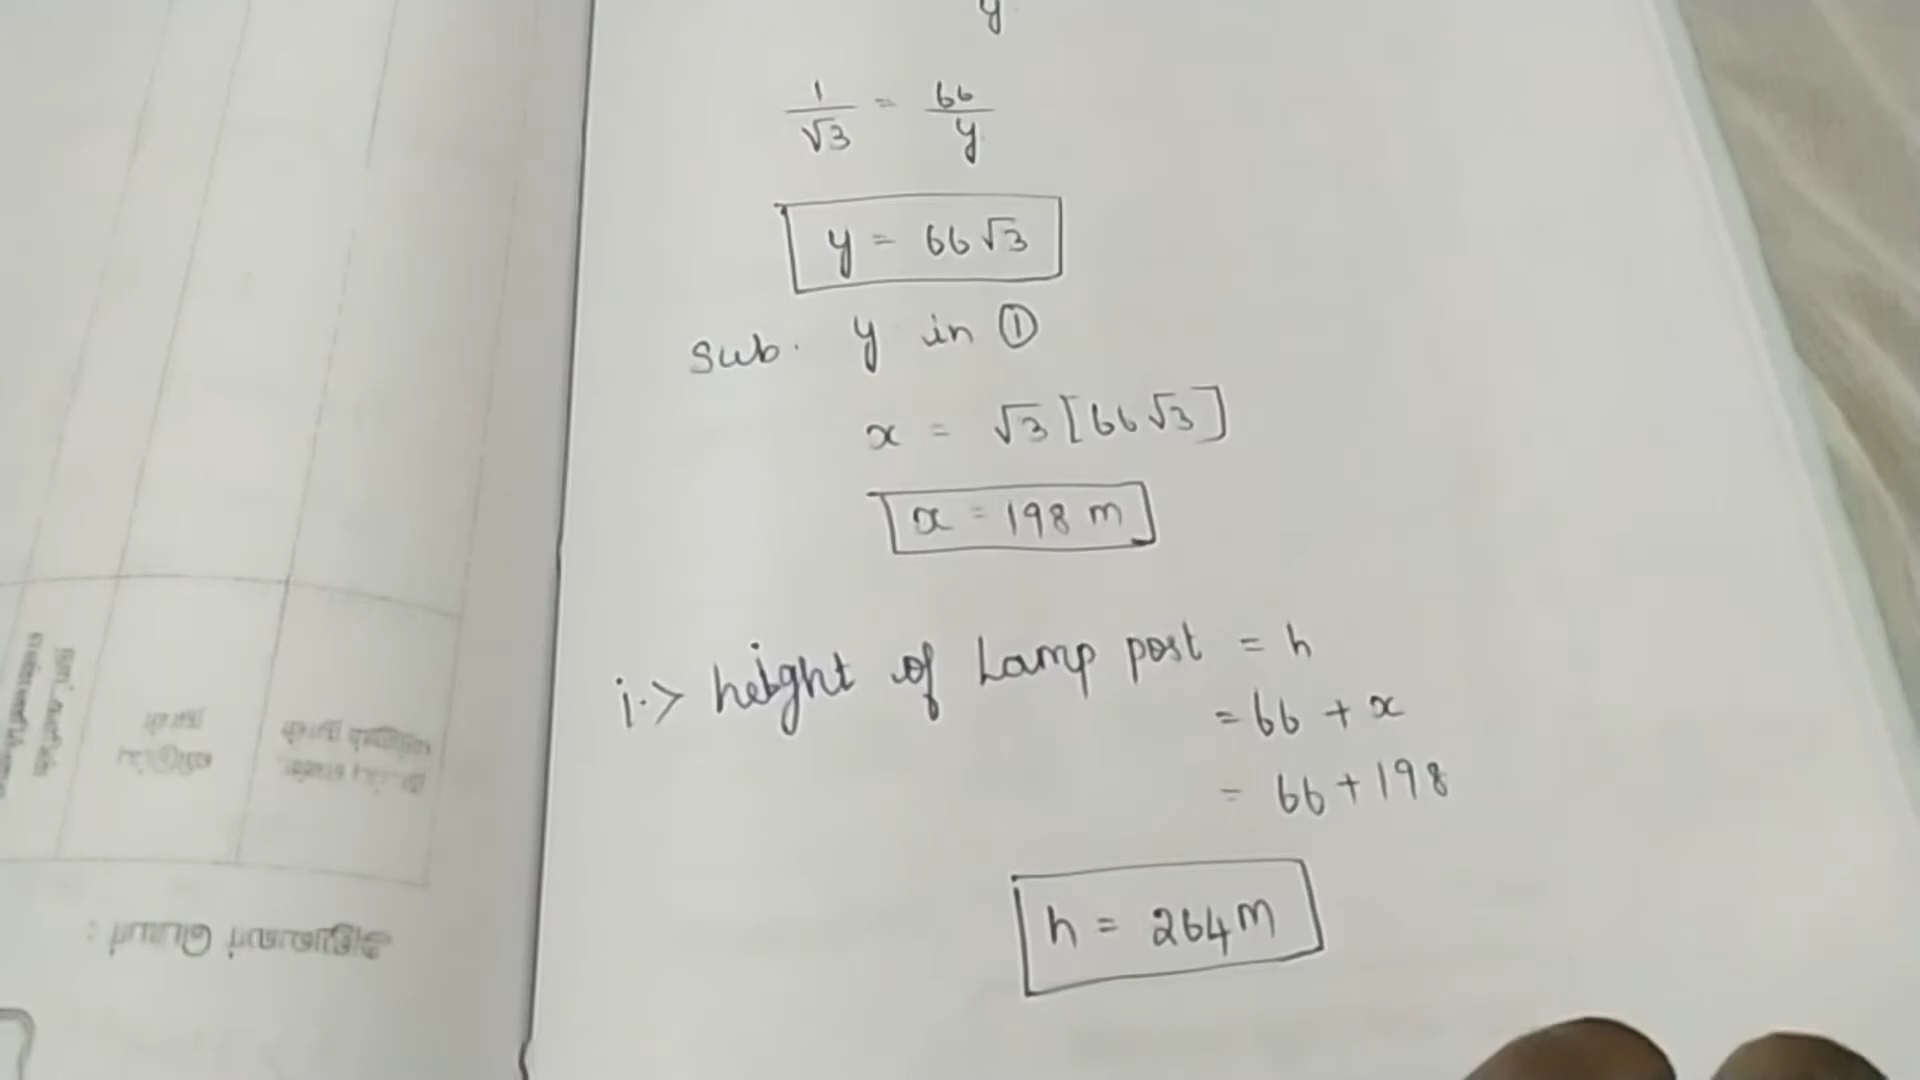 y
1/√3 = 66/y
y = 66√3
Sub. y in ①
x = √3 [66√3]
x = 198 m
i.> height of Lamp post = h
= 66 + x
= 66 + 198
h = 264m